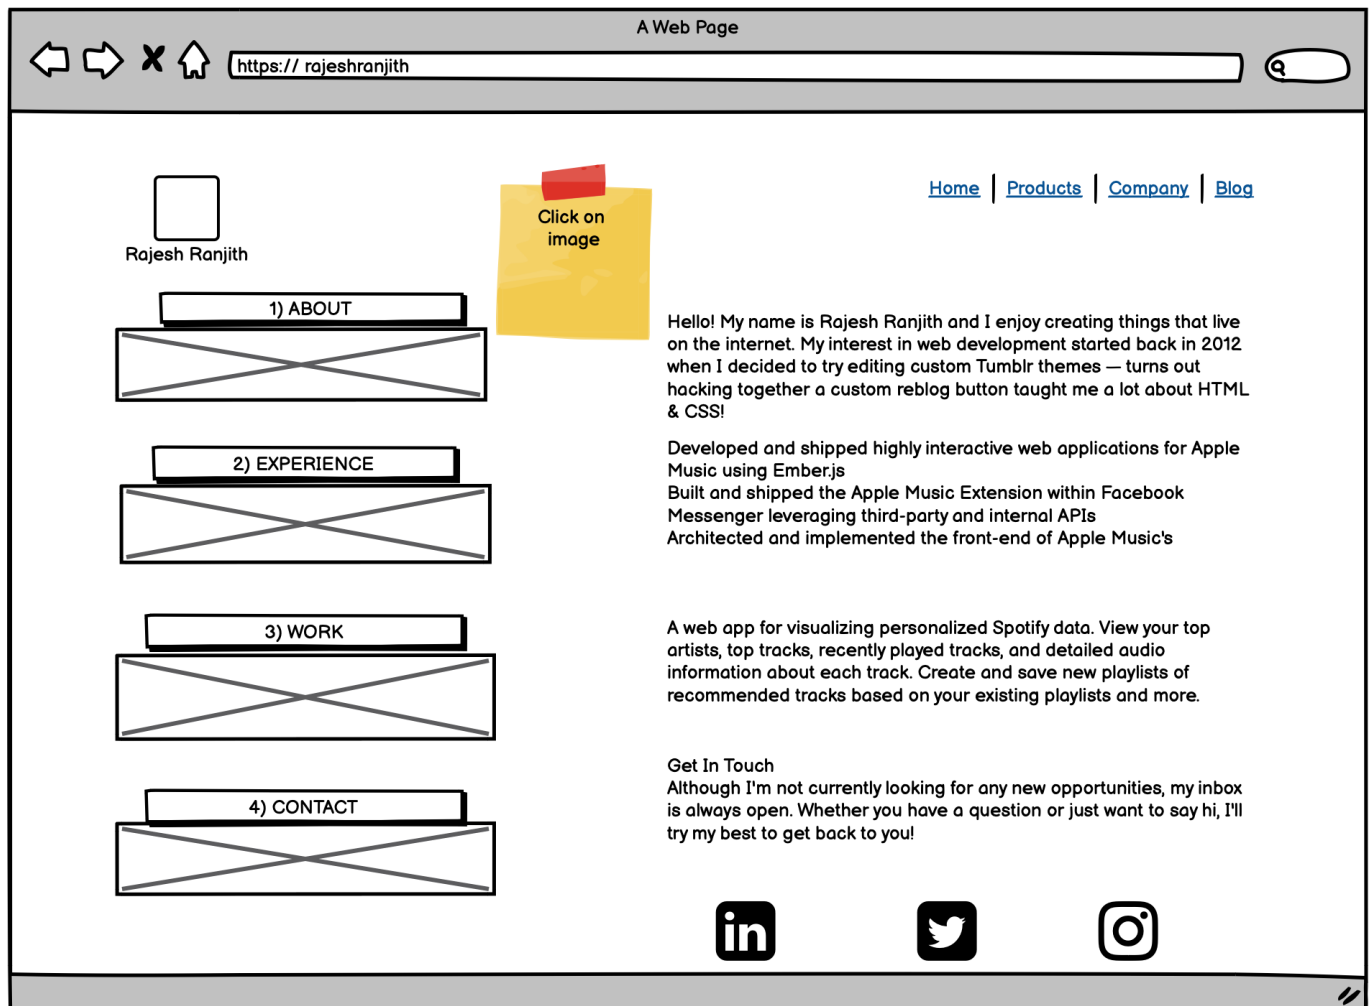 A Web Page
https:// rajeshranjith
Home
Products
Company
Blog
Rajesh Ranjith
Click on
image
1) ABOUT
Hello! My name is Rajesh Ranjith and I enjoy creating things that live
on the internet. My interest in web development started back in 2012
when I decided to try editing custom Tumblr themes — turns out
hacking together a custom reblog button taught me a lot about HTML
& CSS!
2) EXPERIENCE
Developed and shipped highly interactive web applications for Apple
Music using Ember.js
Built and shipped the Apple Music Extension within Facebook
Messenger leveraging third-party and internal APIs
Architected and implemented the front-end of Apple Music's
3) WORK
A web app for visualizing personalized Spotify data. View your top
artists, top tracks, recently played tracks, and detailed audio
information about each track. Create and save new playlists of
recommended tracks based on your existing playlists and more.
4) CONTACT
Get In Touch
Although I'm not currently looking for any new opportunities, my inbox
is always open. Whether you have a question or just want to say hi, I'll
try my best to get back to you!
in